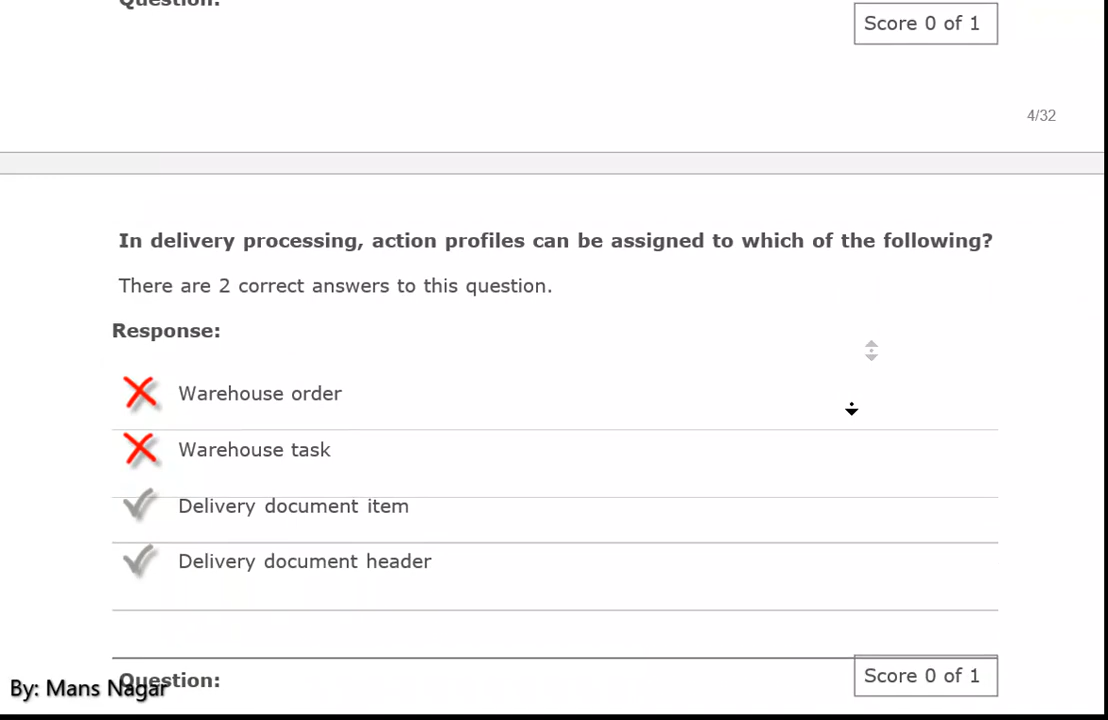 Question:
Score 0 of 1
4/32
In delivery processing, action profiles can be assigned to which of the following?
There are 2 correct answers to this question.
Response:
Warehouse order
Warehouse task
Delivery document item
Delivery document header
Question:
Score 0 of 1
By: Mans Nagar